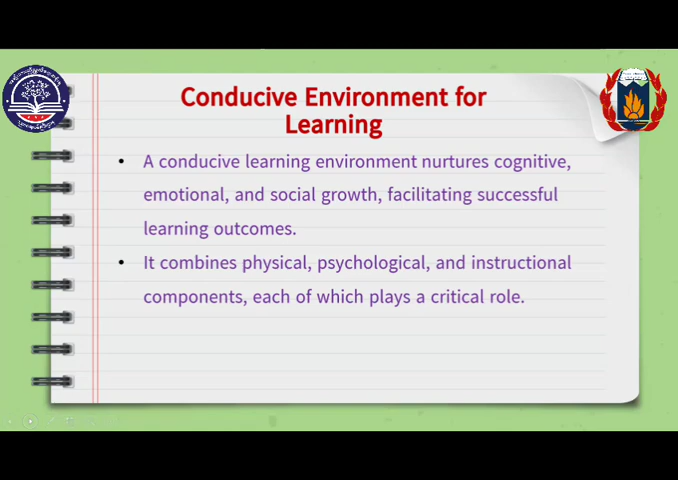 Conducive Environment for
Learning
• A conducive learning environment nurtures cognitive,
emotional, and social growth, facilitating successful
learning outcomes.
• It combines physical, psychological, and instructional
components, each of which plays a critical role.